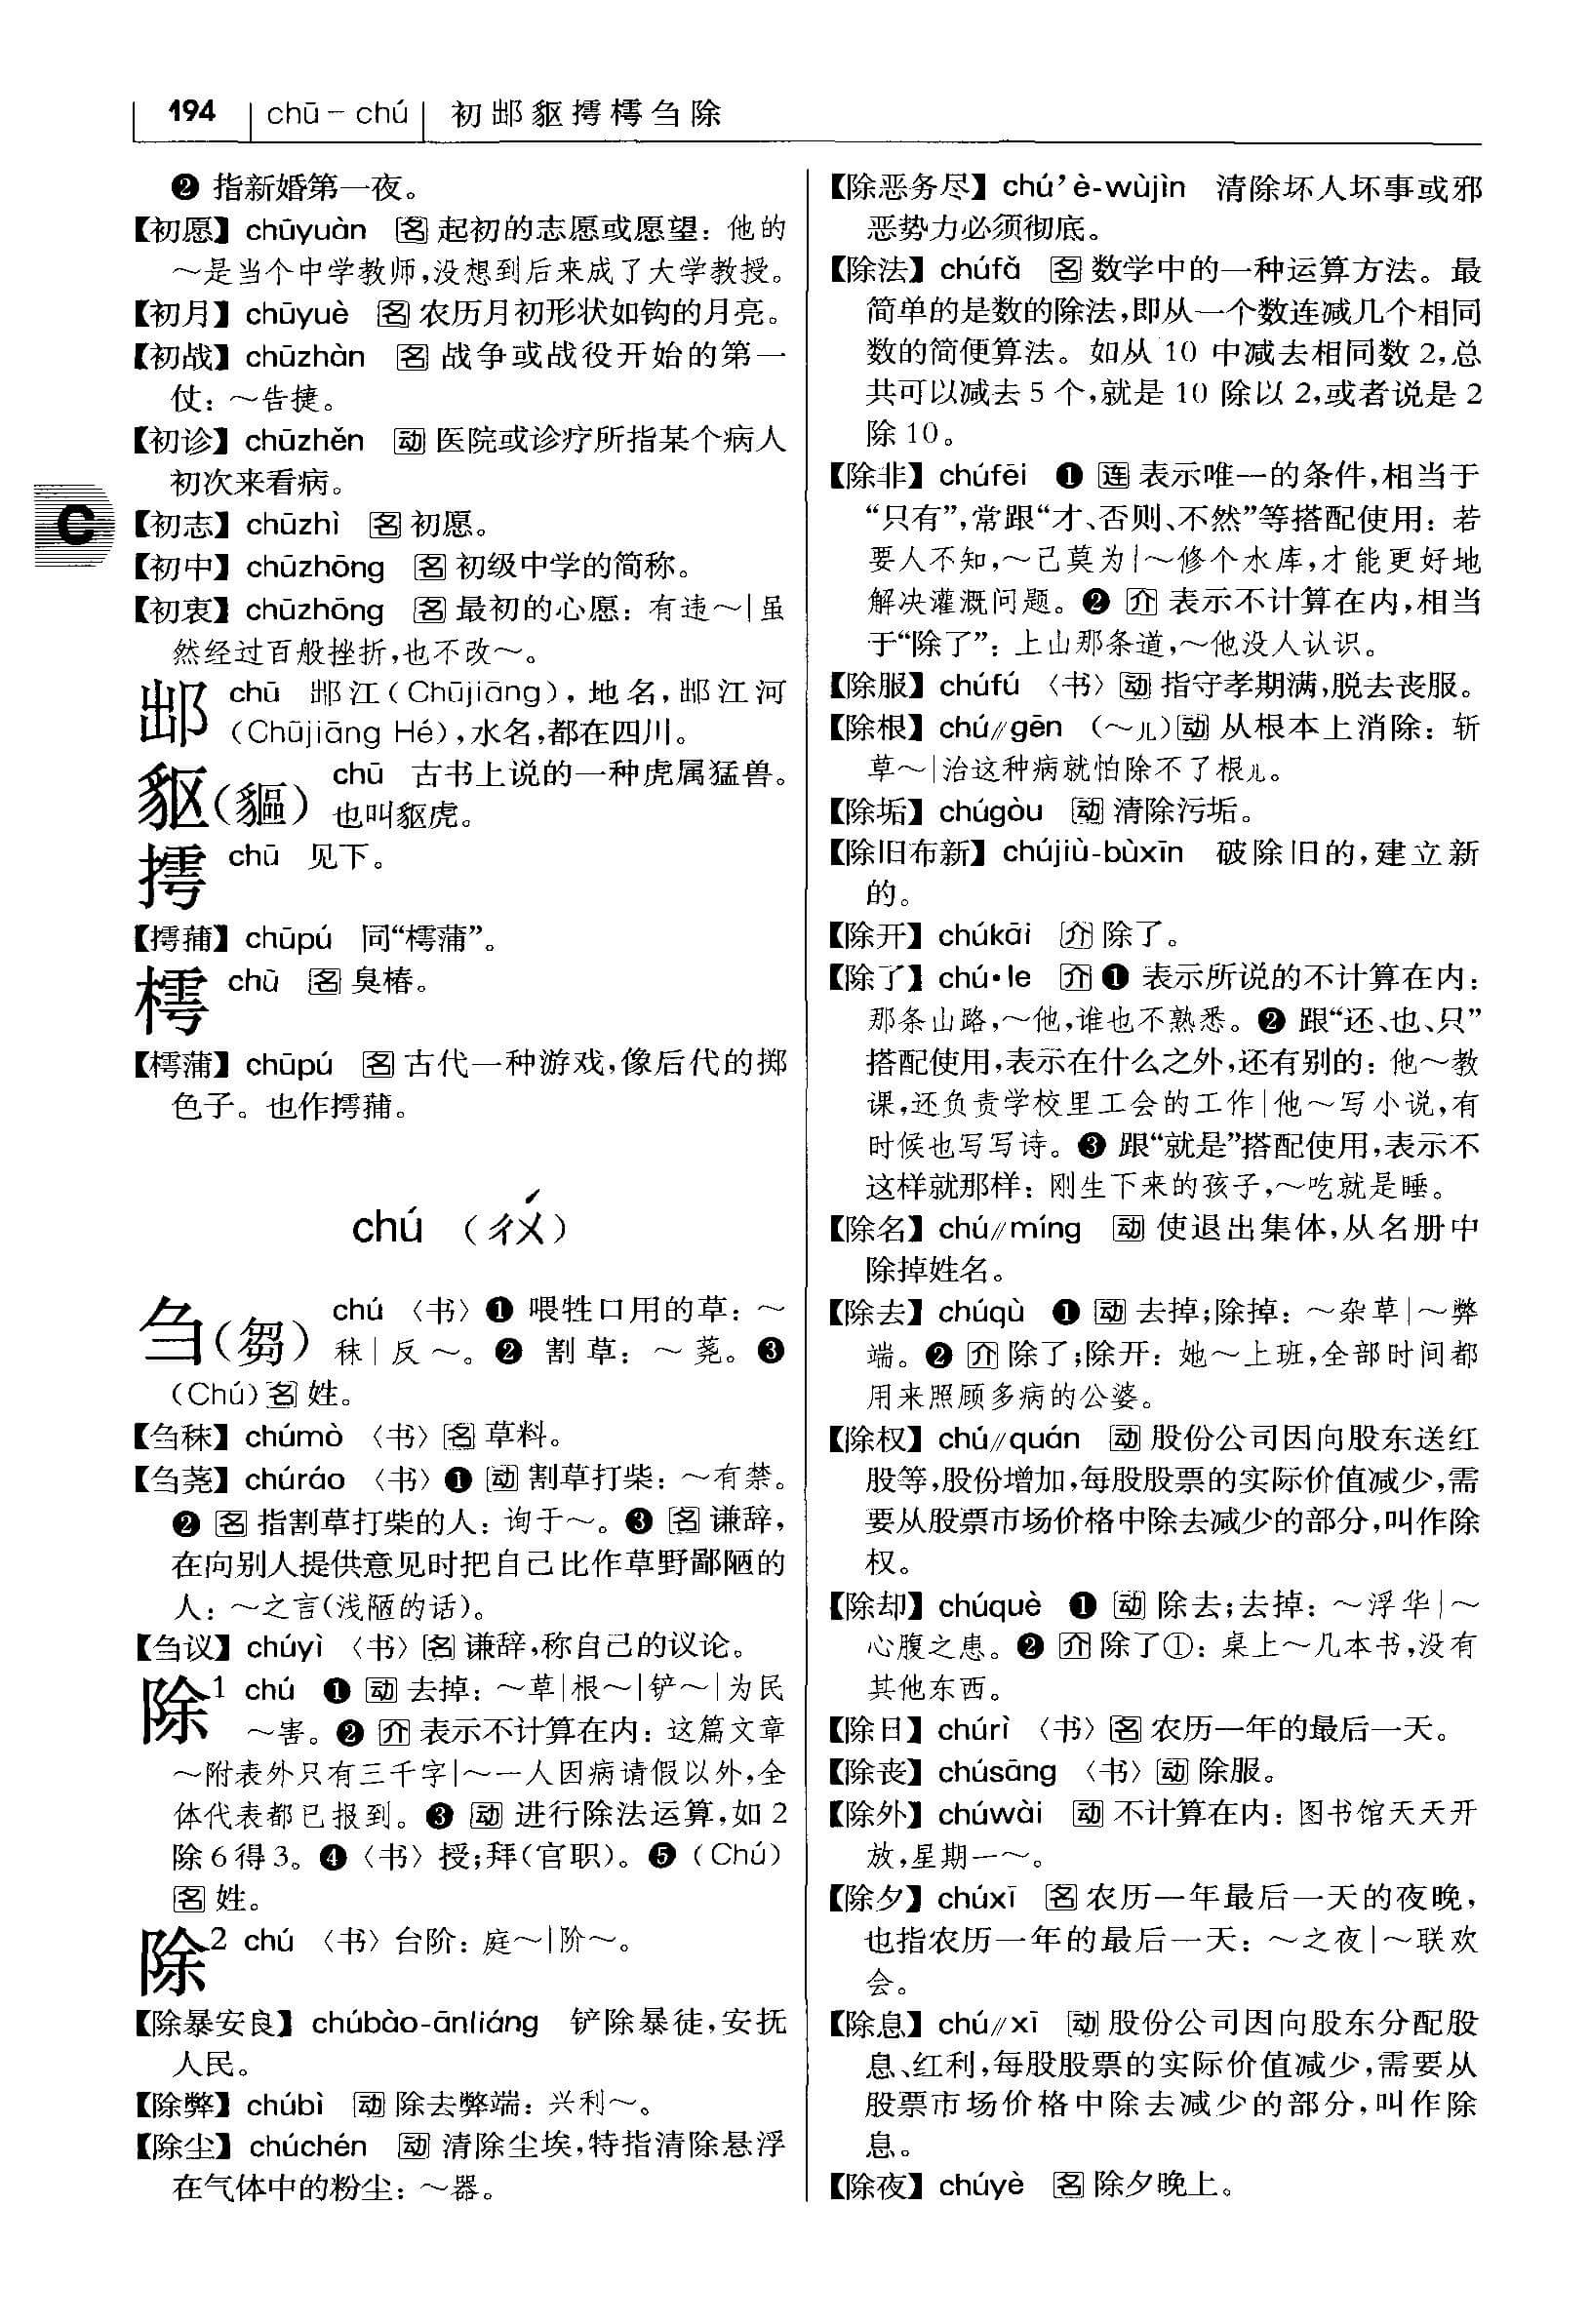 194 chū－chú 初邖貙摴樗刍除
❷ 指新婚第一夜。
【初愿】chūyuàn 名 起初的志愿或愿望：他的
～是当个中学教师，没想到后来成了大学教授。
【初月】chūyuè 名 农历月初形状如钩的月亮。
【初战】chūzhàn 名 战争或战役开始的第一
仗：～告捷。
【初诊】chūzhěn 动 医院或诊疗所指某个病人
初次来看病。
C
【初志】chūzhì 名 初愿。
【初中】chūzhōng 名 初级中学的简称。
【初衷】chūzhōng 名 最初的心愿：有违～｜虽
然经过百般挫折，也不改～。
邖 chū 邖江（Chūjiāng），地名，邖江河
（Chūjiāng Hé），水名，都在四川。
䝙（貙） chū 古书上说的一种虎属猛兽。
也叫䝙虎。
摴 chū 见下。
【摴蒱】chūpú 同“樗蒲”。
樗 chū 名 臭椿。
【樗蒲】chūpú 名 古代一种游戏，像后代的掷
色子。也作摴蒱。
chú （ㄔㄨˊ）
刍（芻） chú 〈书〉❶ 喂牲口用的草：～
秣｜反～。❷ 割草：～荛。❸
（Chú）名 姓。
【刍秣】chúmò 〈书〉名 草料。
【刍荛】chúráo 〈书〉❶ 动 割草打柴：～有禁。
❷ 名 指割草打柴的人：询于～。❸ 名 谦辞，
在向别人提供意见时把自己比作草野鄙陋的
人：～之言（浅陋的话）。
【刍议】chúyì 〈书〉名 谦辞，称自己的议论。
除1 chú ❶ 动 去掉：～草｜根～｜铲～｜为民
～害。❷ 介 表示不计算在内：这篇文章
～附表外只有三千字｜～一人因病请假以外，全
体代表都已报到。❸ 动 进行除法运算，如 2
除 6 得 3。❹〈书〉授；拜（官职）。❺（Chú）
名 姓。
除2 chú 〈书〉台阶：庭～｜阶～。
【除暴安良】chúbào-ānliáng 铲除暴徒，安抚
人民。
【除弊】chúbì 动 除去弊端：兴利～。
【除尘】chúchén 动 清除尘埃，特指清除悬浮
在气体中的粉尘：～器。
【除恶务尽】chú’è-wùjìn 清除坏人坏事或邪
恶势力必须彻底。
【除法】chúfǎ 名 数学中的一种运算方法。最
简单的是数的除法，即从一个数连减几个相同
数的简便算法。如从 10 中减去相同数 2，总
共可以减去 5 个，就是 10 除以 2，或者说是 2
除 10。
【除非】chúfēi ❶ 连 表示唯一的条件，相当于
“只有”，常跟“才、否则、不然”等搭配使用：若
要人不知，～己莫为｜～修个水库，才能更好地
解决灌溉问题。❷ 介 表示不计算在内，相当
于“除了”：上山那条道，～他没人认识。
【除服】chúfú 〈书〉动 指守孝期满，脱去丧服。
【除根】chú∥gēn （～儿）动 从根本上消除：斩
草～｜治这种病就怕除不了根儿。
【除垢】chúgòu 动 清除污垢。
【除旧布新】chújiù-bùxīn 破除旧的，建立新
的。
【除开】chúkāi 介 除了。
【除了】chú•le 介 ❶ 表示所说的不计算在内：
那条山路，～他，谁也不熟悉。❷ 跟“还、也、只”
搭配使用，表示在什么之外，还有别的：他～教
课，还负责学校里工会的工作｜他～写小说，有
时候也写写诗。❸ 跟“就是”搭配使用，表示不
这样就那样：刚生下来的孩子，～吃就是睡。
【除名】chú∥míng 动 使退出集体，从名册中
除掉姓名。
【除去】chúqù ❶ 动 去掉；除掉：～杂草｜～弊
端。❷ 介 除了；除开：她～上班，全部时间都
用来照顾多病的公婆。
【除权】chú∥quán 动 股份公司因向股东送红
股等，股份增加，每股股票的实际价值减少，需
要从股票市场价格中除去减少的部分，叫作除
权。
【除却】chúquè ❶ 动 除去；去掉：～浮华｜～
心腹之患。❷ 介 除了①：桌上～几本书，没有
其他东西。
【除日】chúrì 〈书〉名 农历一年的最后一天。
【除丧】chúsāng 〈书〉动 除服。
【除外】chúwài 动 不计算在内：图书馆天天开
放，星期一～。
【除夕】chúxī 名 农历一年最后一天的夜晚，
也指农历一年的最后一天：～之夜｜～联欢
会。
【除息】chú∥xī 动 股份公司因向股东分配股
息、红利，每股股票的实际价值减少，需要从
股票市场价格中除去减少的部分，叫作除
息。
【除夜】chúyè 名 除夕晚上。